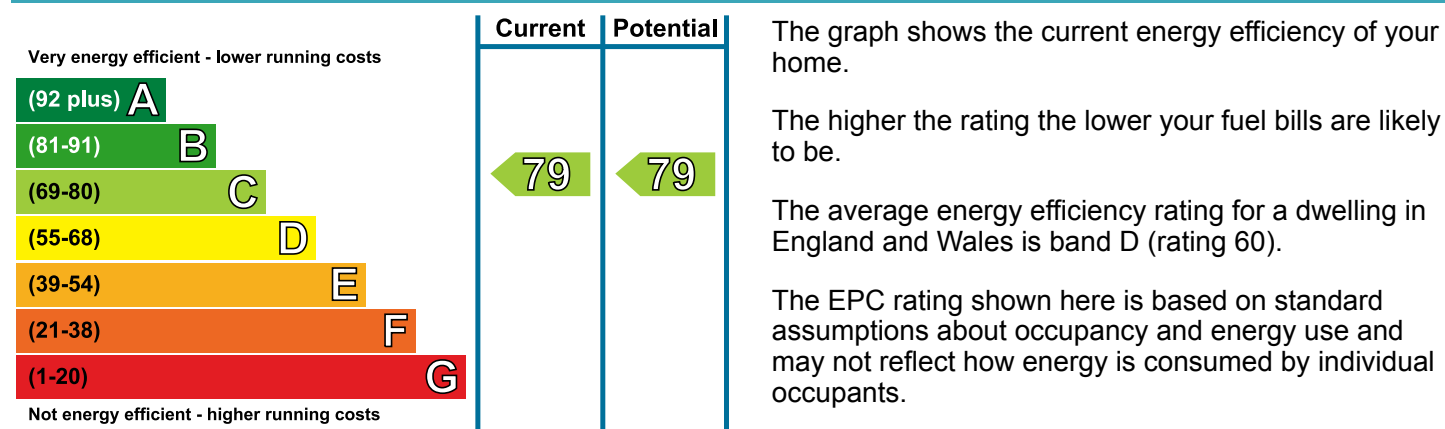 Current Potential
Very energy efficient - lower running costs
(92 plus) A
(81-91) B
(69-80) C
(55-68) D
(39-54) E
(21-38) F
(1-20) G
79 79
Not energy efficient - higher running costs
The graph shows the current energy efficiency of your
home.
The higher the rating the lower your fuel bills are likely
to be.
The average energy efficiency rating for a dwelling in
England and Wales is band D (rating 60).
The EPC rating shown here is based on standard
assumptions about occupancy and energy use and
may not reflect how energy is consumed by individual
occupants.